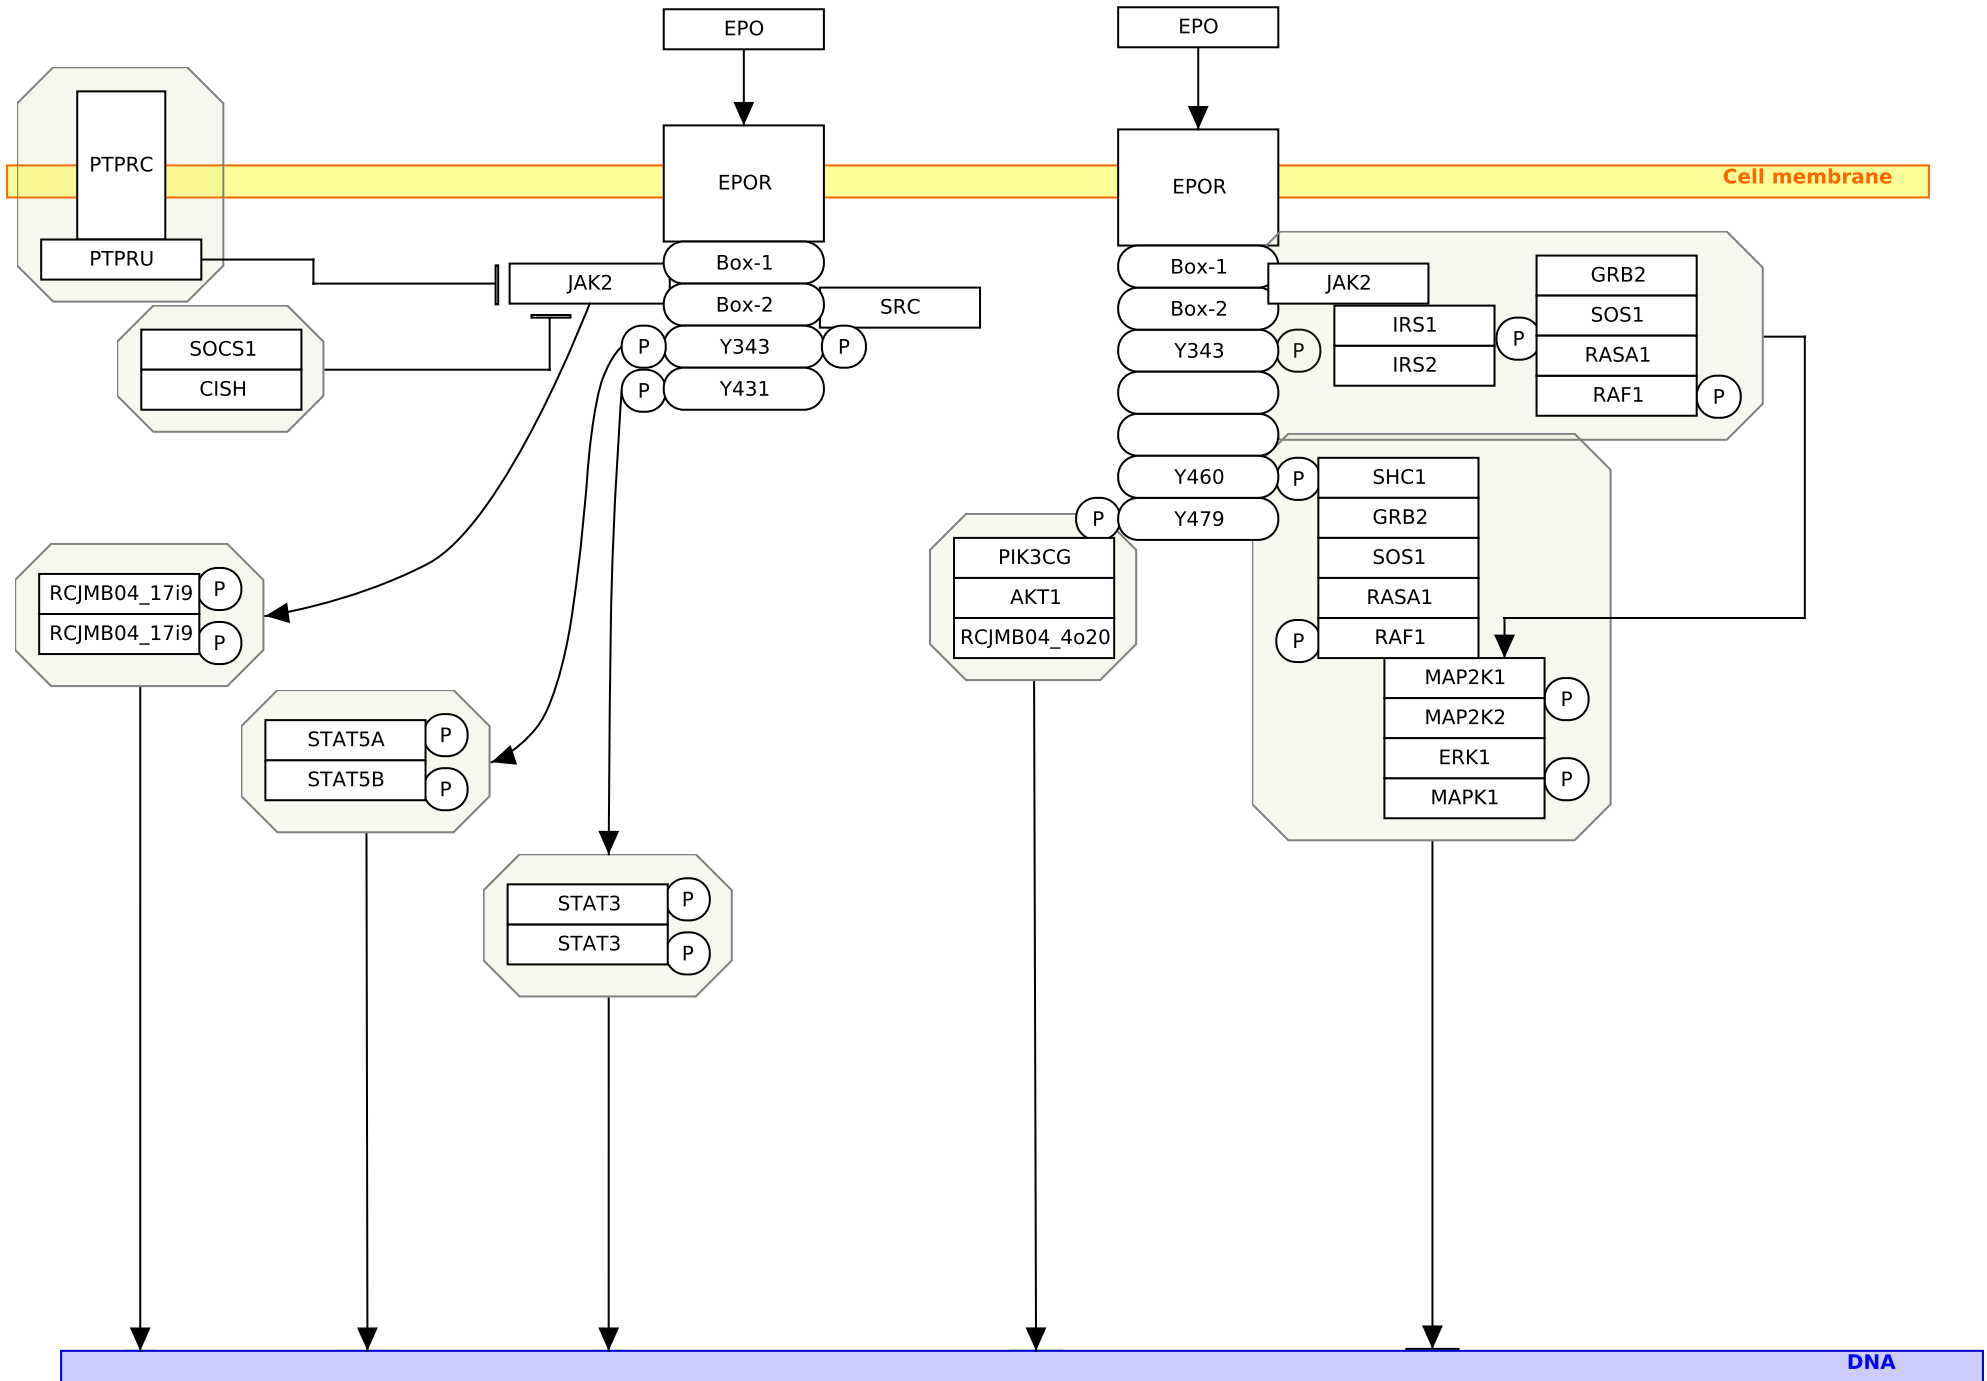 EPO
EPO
PTPRC
Cell membrane
EPOR
EPOR
PTPRU
Box-1
Box-1
JAK2
JAK2
GRB2
Box-2
SRC
Box-2
IRS1
SOS1
P
SOCS1
P
Y343
P
Y343
P
IRS2
RASA1
CISH
P
Y431
RAF1
P
Y460
P
SHC1
P
Y479
GRB2
PIK3CG
SOS1
RCJMB04_17i9
P
AKT1
RASA1
RCJMB04_17i9
P
RCJMB04_4o20
P
RAF1
MAP2K1
P
MAP2K2
STAT5A
P
ERK1
STAT5B
P
P
MAPK1
STAT3
P
STAT3
P
DNA